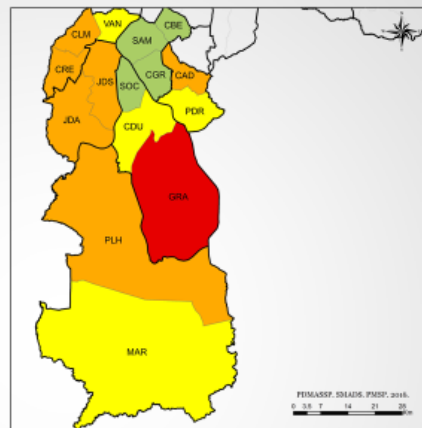 CBE
VAN
CLM
SAM
CRE
JDS
SOC
CGR
CAD
PDR
JDA
CDU
GRA
PLH
MAR
PDMASSP, SMADS, PMSP, 2016.
0 3.5 7 14 21 28
Km